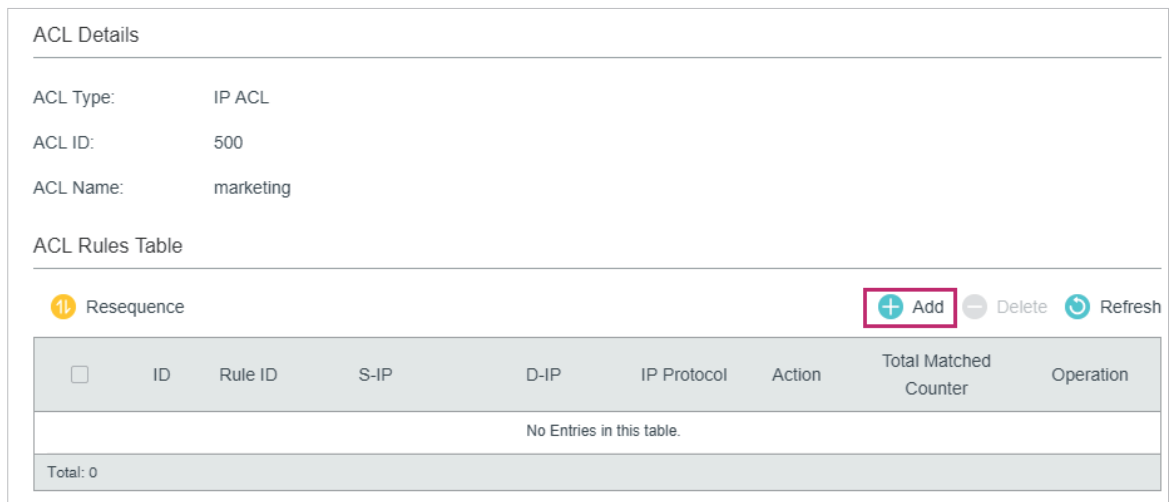 ACL Details
ACL Type: IP ACL
ACL ID: 500
ACL Name: marketing
ACL Rules Table
Resequence Add Delete Refresh
ID Rule ID S-IP D-IP IP Protocol Action Total Matched Counter Operation
No Entries in this table.
Total: 0